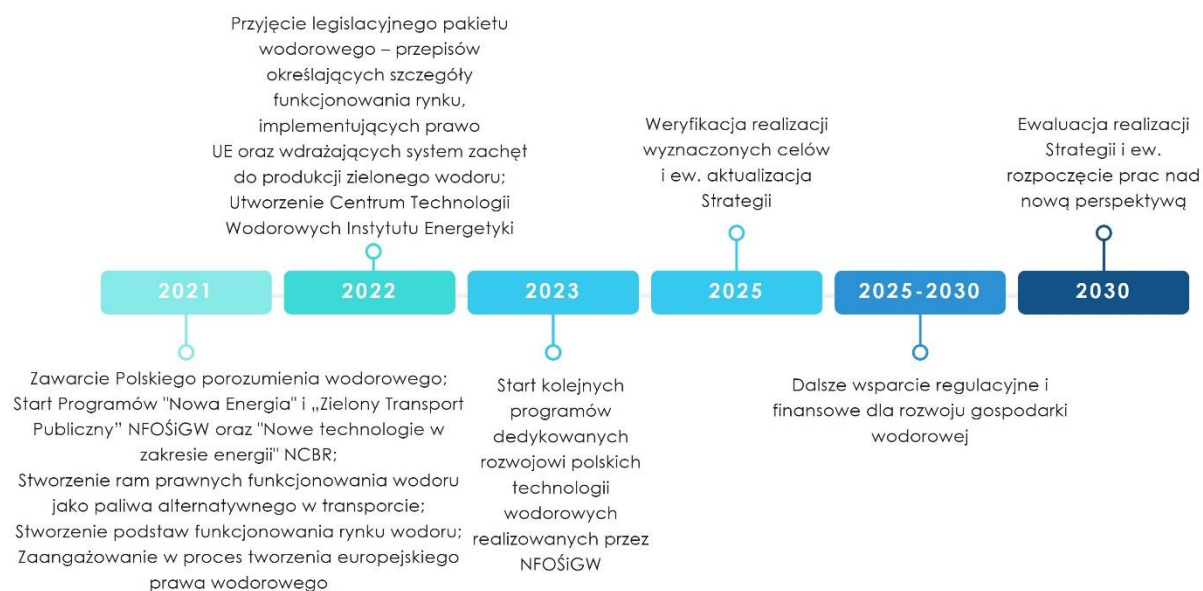 Przyjęcie legislacyjnego pakietu
wodorowego – przepisów
określających szczegóły
funkcjonowania rynku,
implementujących prawo
UE oraz wdrażających system zachęt
do produkcji zielonego wodoru;
Utworzenie Centrum Technologii
Wodorowych Instytutu Energetyki
Weryfikacja realizacji
wyznaczonych celów
i ew. aktualizacja
Strategii
Ewaluacja realizacji
Strategii i ew.
rozpoczęcie prac nad
nową perspektywą
2021
2022
2023
2025
2025-2030
2030
Zawarcie Polskiego porozumienia wodorowego;
Start Programów "Nowa Energia" i „Zielony Transport
Publiczny” NFOŚiGW oraz "Nowe technologie w
zakresie energii" NCBR;
Stworzenie ram prawnych funkcjonowania wodoru
jako paliwa alternatywnego w transporcie;
Stworzenie podstaw funkcjonowania rynku wodoru;
Zaangażowanie w proces tworzenia europejskiego
prawa wodorowego
Start kolejnych
programów
dedykowanych
rozwojowi polskich
technologii
wodorowych
realizowanych przez
NFOŚiGW
Dalsze wsparcie regulacyjne i
finansowe dla rozwoju gospodarki
wodorowej